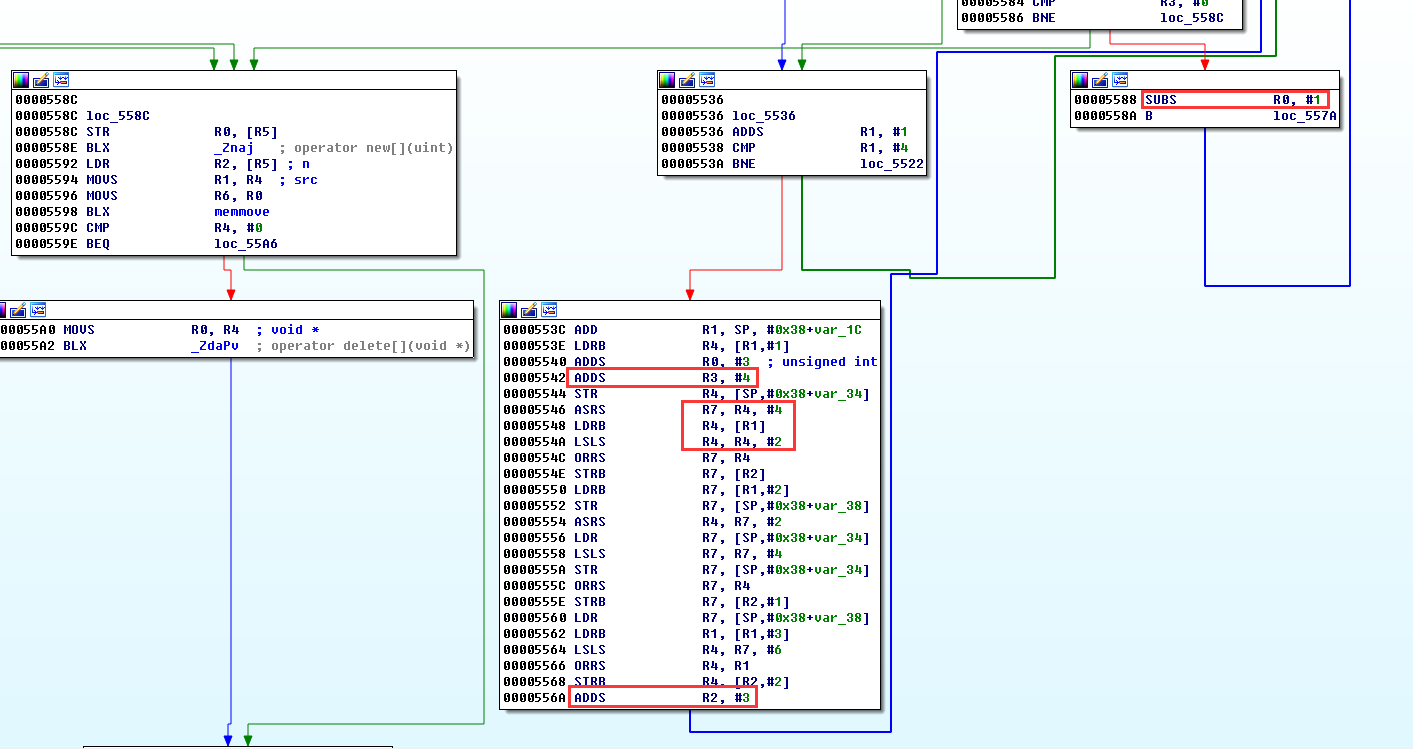 00005584 CMP R3, #0
00005586 BNE loc_558C
0000558C
0000558C loc_558C
0000558C STR R0, [R5]
0000558E BLX _Znaj ; operator new[](uint)
00005592 LDR R2, [R5] ; n
00005594 MOVS R1, R4 ; src
00005596 MOVS R6, R0
00005598 BLX memmove
0000559C CMP R4, #0
0000559E BEQ loc_55A6
00005536
00005536 loc_5536
00005536 ADDS R1, #1
00005538 CMP R1, #4
0000553A BNE loc_5522
00005588 SUBS R0, #1
0000558A B loc_557A
00055A0 MOVS R0, R4 ; void *
00055A2 BLX _ZdaPv ; operator delete[](void *)
0000553C ADD R1, SP, #0x38+var_1C
0000553E LDRB R4, [R1,#1]
00005540 ADDS R0, #3 ; unsigned int
00005542 ADDS R3, #4
00005544 STR R4, [SP,#0x38+var_34]
00005546 ASRS R7, R4, #4
00005548 LDRB R4, [R1]
0000554A LSLS R4, R4, #2
0000554C ORRS R7, R4
0000554E STRB R7, [R2]
00005550 LDRB R7, [R1,#2]
00005552 STR R7, [SP,#0x38+var_38]
00005554 ASRS R4, R7, #2
00005556 LDR R7, [SP,#0x38+var_34]
00005558 LSLS R7, R7, #4
0000555A STR R7, [SP,#0x38+var_34]
0000555C ORRS R7, R4
0000555E STRB R7, [R2,#1]
00005560 LDR R7, [SP,#0x38+var_38]
00005562 LDRB R1, [R1,#3]
00005564 LSLS R4, R7, #6
00005566 ORRS R4, R1
00005568 STRB R4, [R2,#2]
0000556A ADDS R2, #3